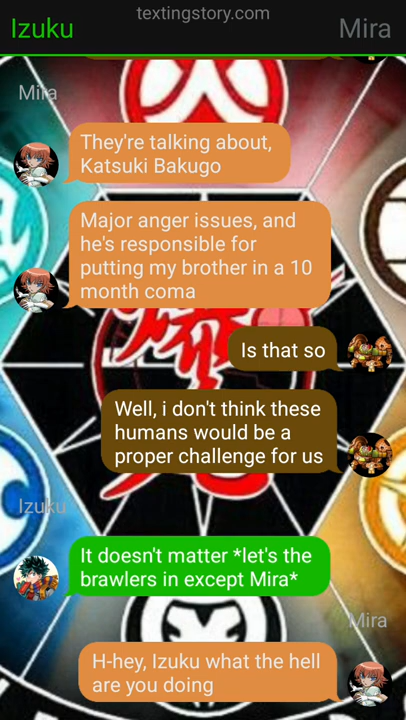 textingstory.com
Izuku
Mira
Mira
They're talking about,
Katsuki Bakugo
Major anger issues, and
he's responsible for
putting my brother in a 10
month coma
Is that so
Well, i don't think these
humans would be a
proper challenge for us
Izuku
It doesn't matter *let's the
brawlers in except Mira*
Mira
H-hey, Izuku what the hell
are you doing